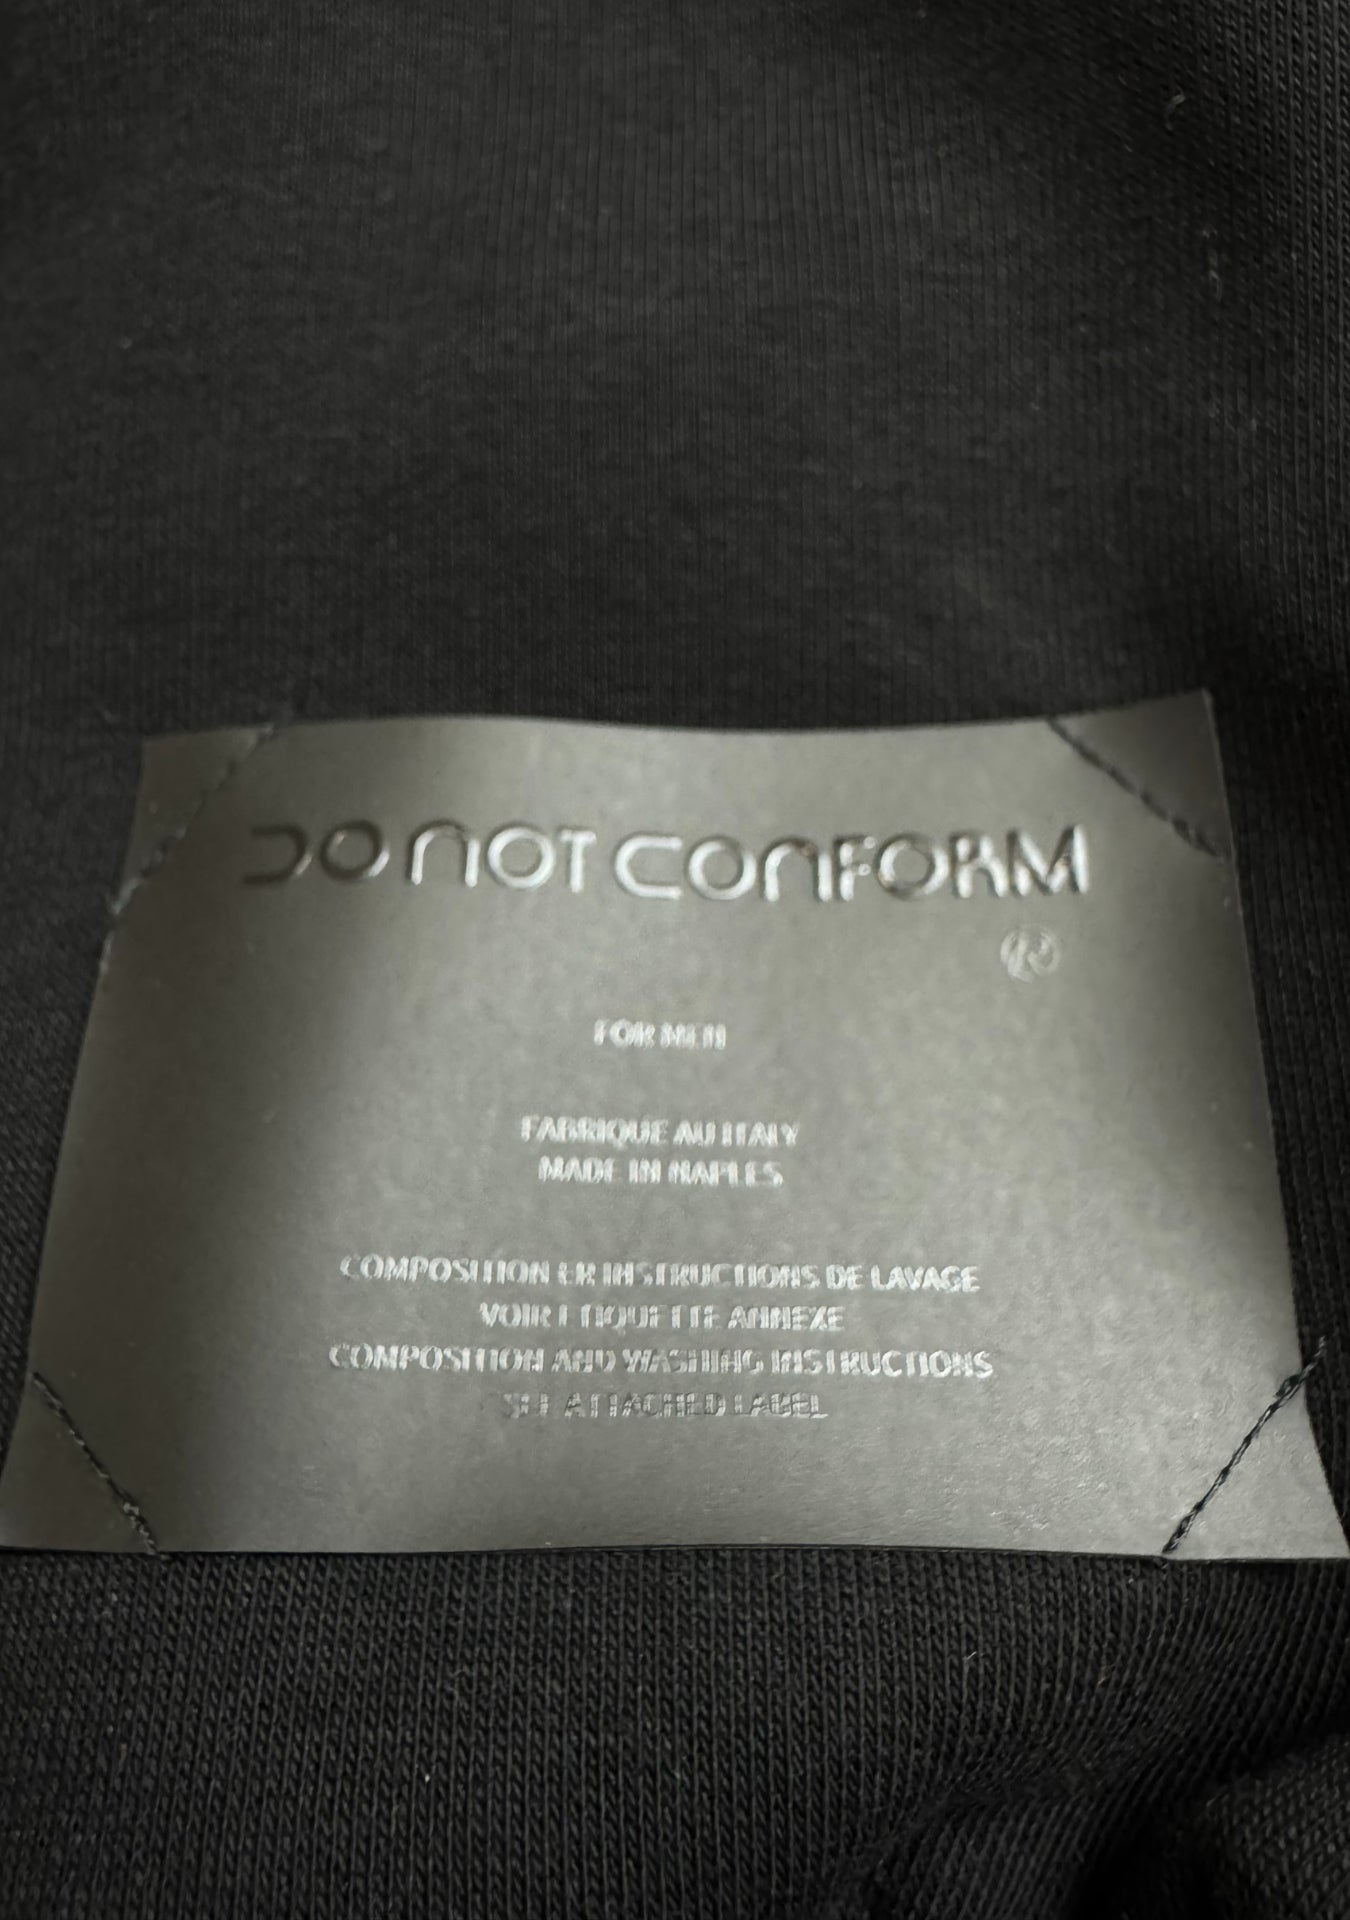 DO NOT CONFORM
®
FOR MEN
FABRIQUE AU ITALY
MADE IN NAPLES
COMPOSITION ER INSTRUCTIONS DE LAVAGE
VOIR ETIQUETTE ANNEXE
COMPOSITION AND WASHING INSTRUCTIONS
SEE ATTACHED LABEL